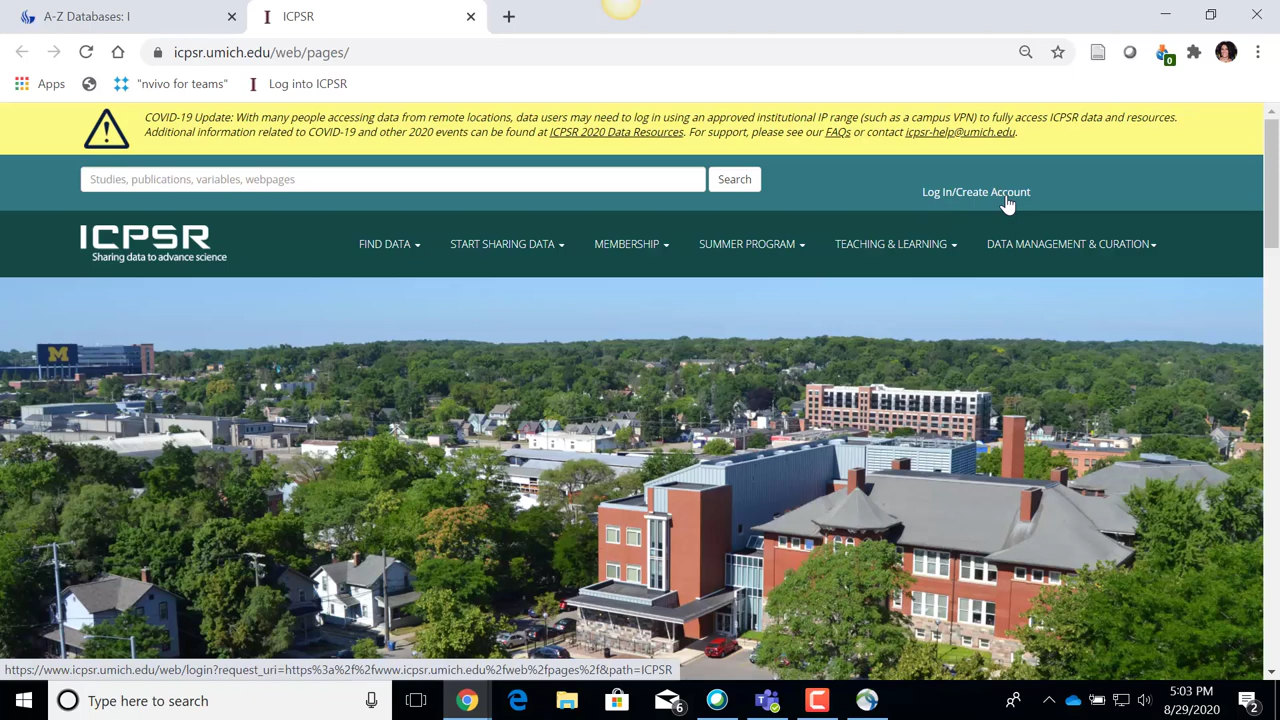 A-Z Databases: I
ICPSR
icpsr.umich.edu/web/pages/
0
Apps
"nvivo for teams"
Log into ICPSR
COVID-19 Update: With many people accessing data from remote locations, data users may need to log in using an approved institutional IP range (such as a campus VPN) to fully access ICPSR data and resources.
Additional information related to COVID-19 and other 2020 events can be found at ICPSR 2020 Data Resources. For support, please see our FAQs or contact icpsr-help@umich.edu.
Studies, publications, variables, webpages
Search
Log In/Create Account
ICPSR
Sharing data to advance science
FIND DATA
START SHARING DATA
MEMBERSHIP
SUMMER PROGRAM
TEACHING & LEARNING
DATA MANAGEMENT & CURATION
M
https://www.icpsr.umich.edu/web/login?request_uri=https%3a%2f%2fwww.icpsr.umich.edu%2fweb%2fpages%2f&path=ICPSR
Type here to search
6
5:03 PM
8/29/2020
2